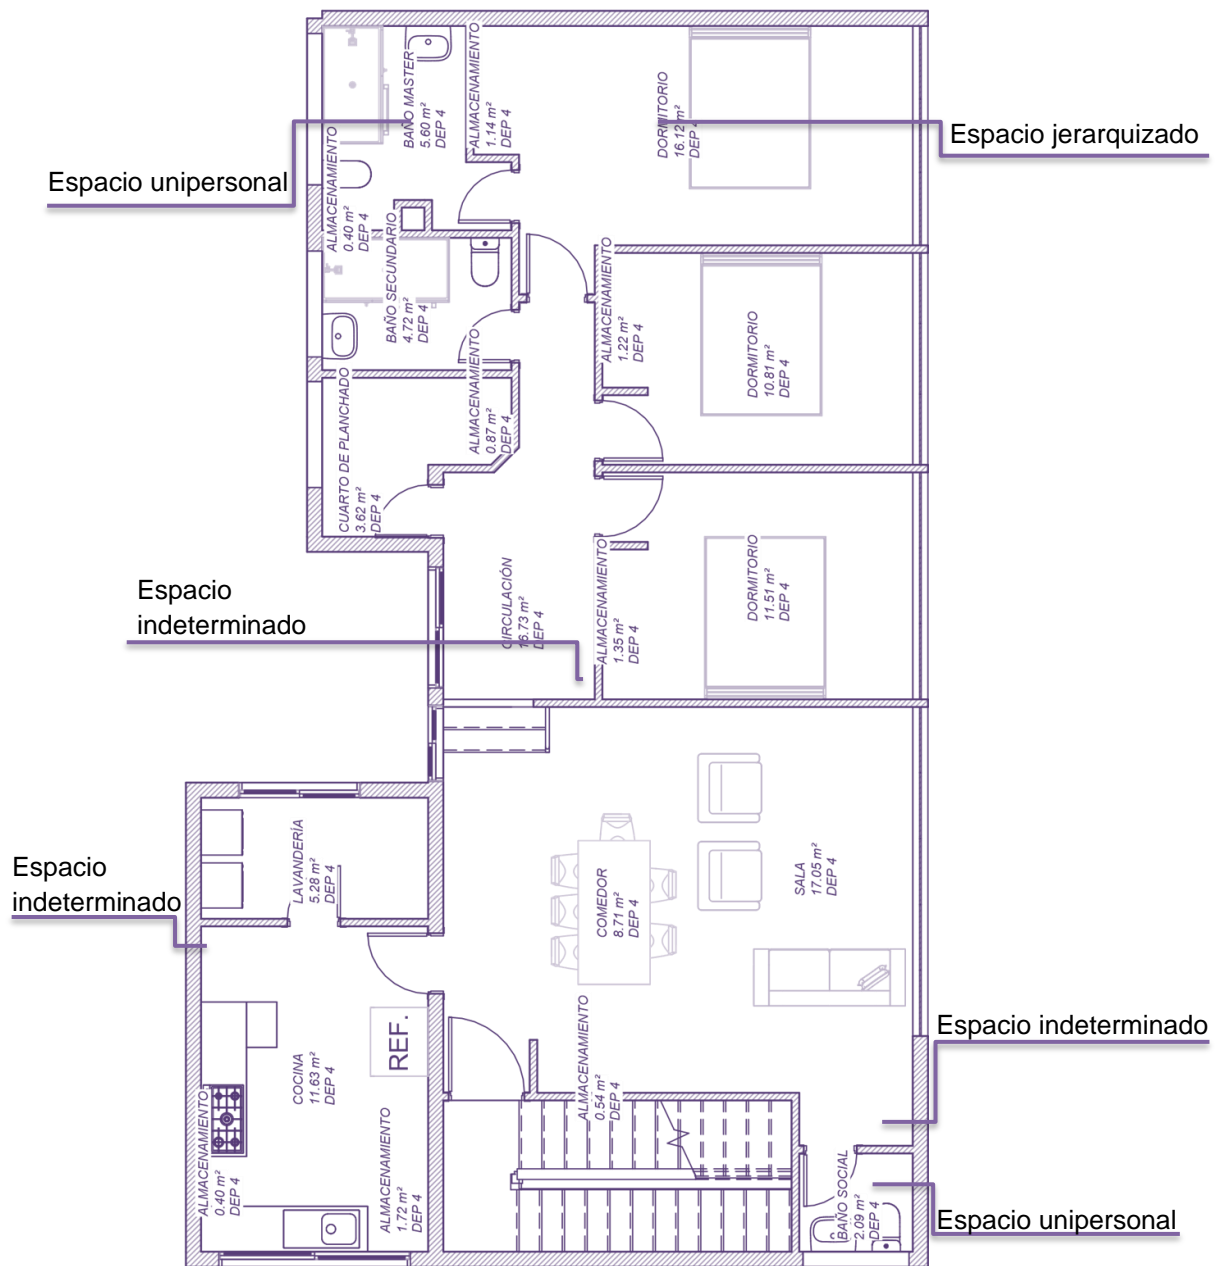 BAÑO MASTER
5.60 m²
DEP 4
ALMACENAMIENTO
1.14 m²
DEP 4
DORMITORIO
16.12 m²
DEP 4
Espacio jerarquizado
Espacio unipersonal
ALMACENAMIENTO
0.40 m²
DEP 4
BAÑO SECUNDARIO
4.72 m²
DEP 4
ALMACENAMIENTO
1.22 m²
DEP 4
DORMITORIO
10.81 m²
DEP 4
ALMACENAMIENTO
0.87 m²
DEP 4
CUARTO DE PLANCHADO
3.62 m²
DEP 4
Espacio
indeterminado
CIRCULACIÓN
16.73 m²
DEP 4
ALMACENAMIENTO
1.35 m²
DEP 4
DORMITORIO
11.51 m²
DEP 4
Espacio
indeterminado
LAVANDERÍA
5.28 m²
DEP 4
COMEDOR
8.71 m²
DEP 4
SALA
17.05 m²
DEP 4
REF.
COCINA
11.63 m²
DEP 4
ALMACENAMIENTO
0.54 m²
DEP 4
Espacio indeterminado
ALMACENAMIENTO
0.40 m²
DEP 4
ALMACENAMIENTO
1.72 m²
DEP 4
BAÑO SOCIAL
2.09 m²
DEP 4
Espacio unipersonal